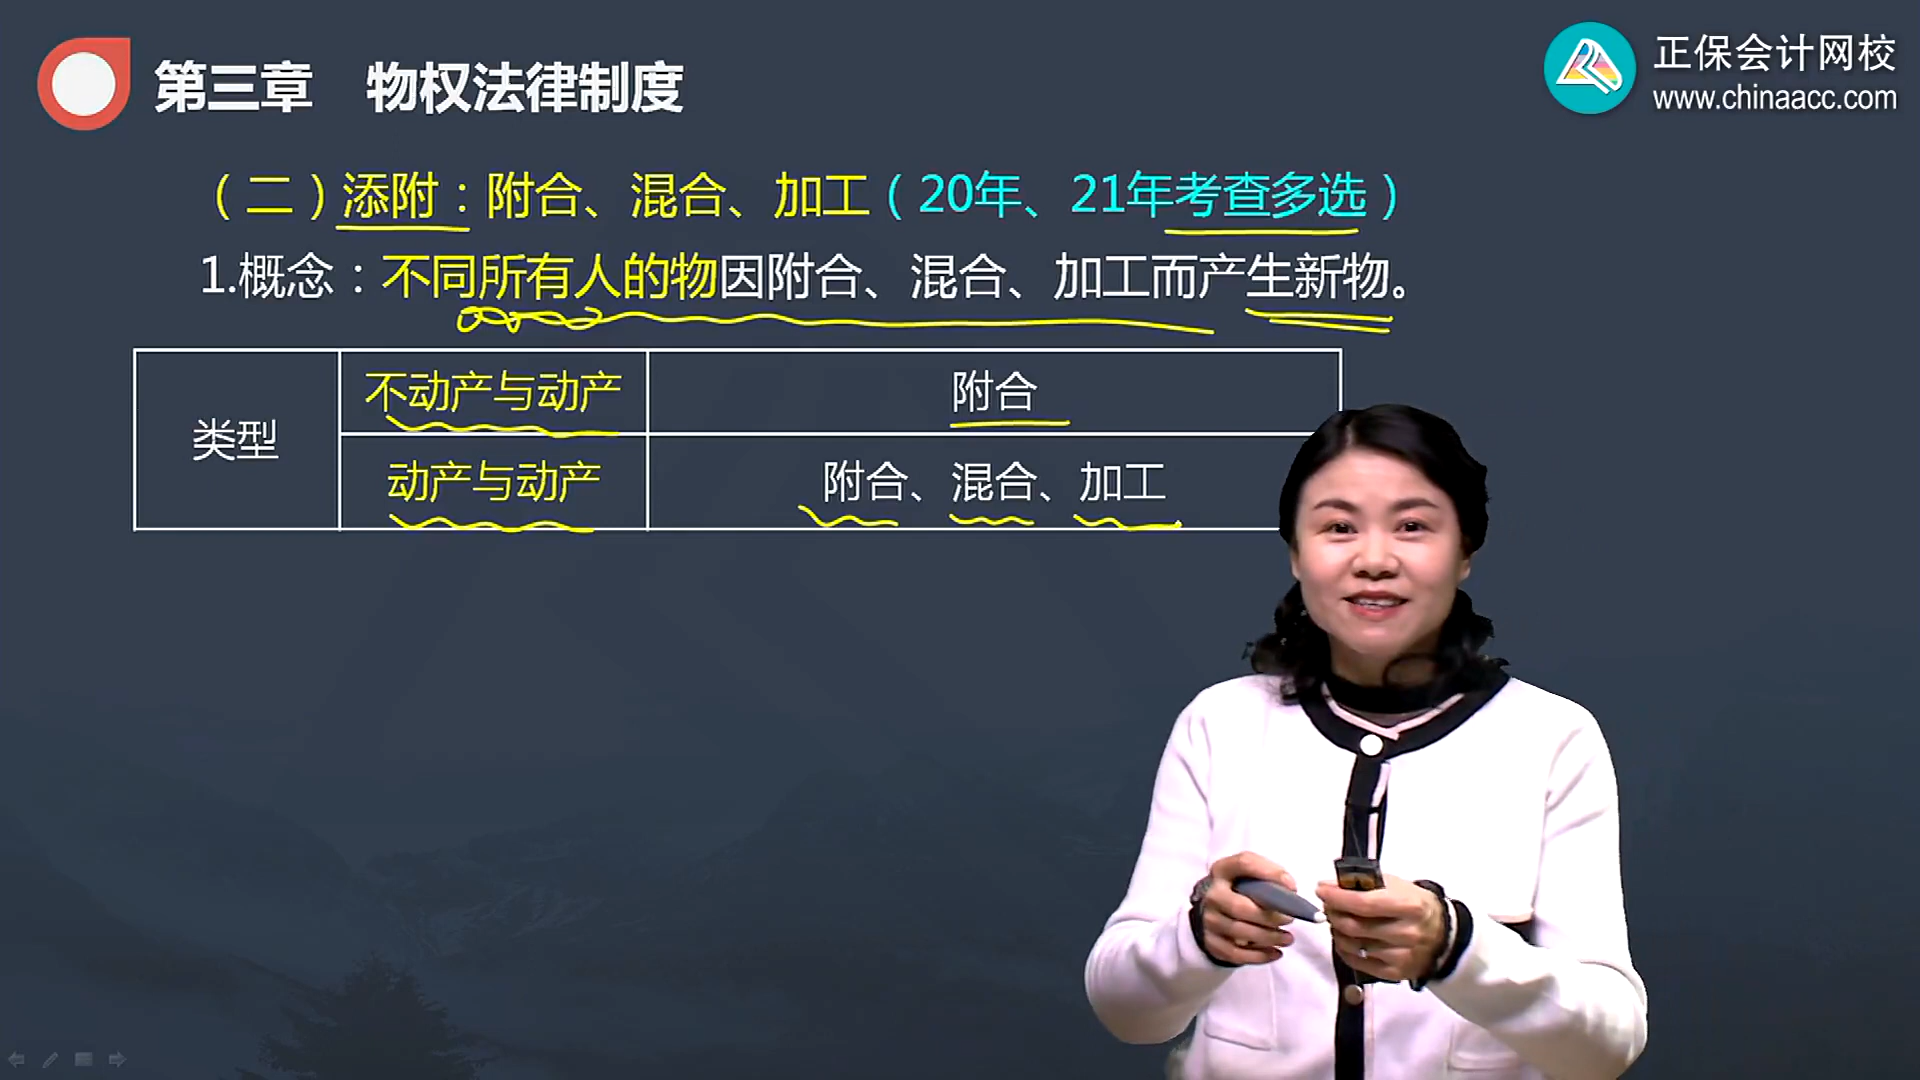 第三章 物权法律制度
正保会计网校
www.chinaacc.com
（二）添附：附合、混合、加工（20年、21年考查多选）
1.概念：不同所有人的物因附合、混合、加工而产生新物。
类型
不动产与动产
附合
动产与动产
附合、混合、加工